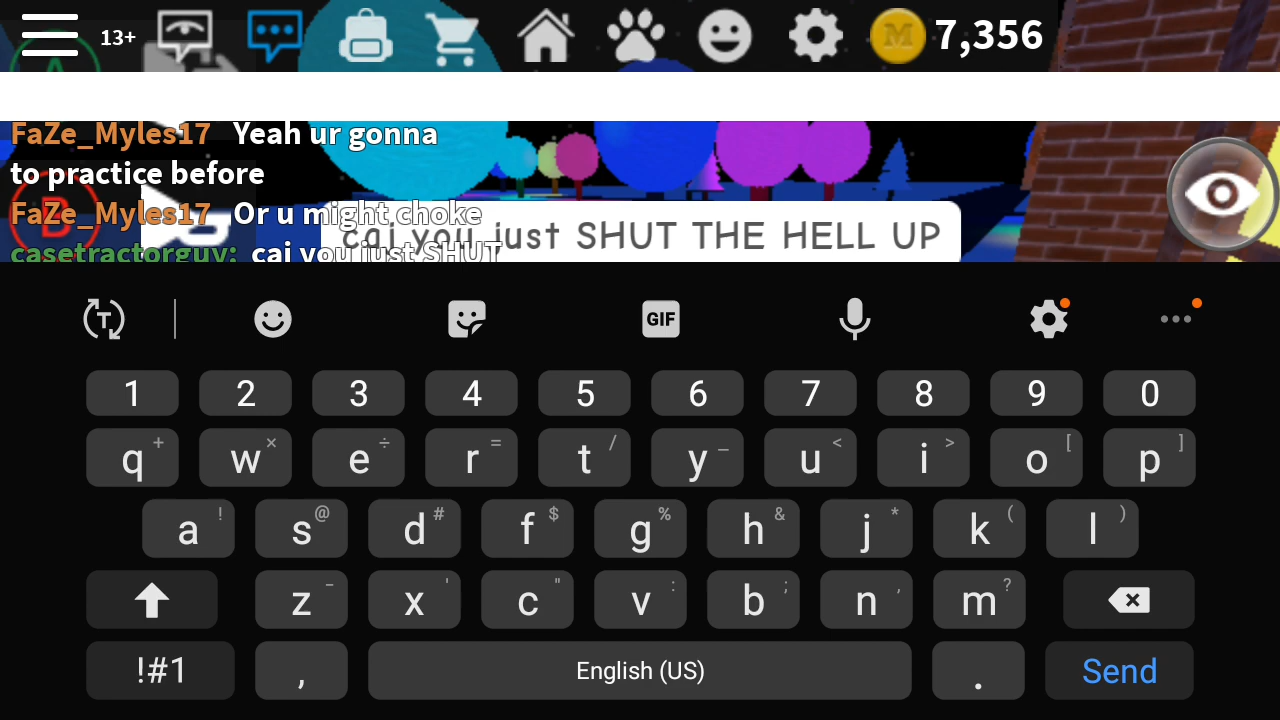 13+
M
7,356
A
FaZe_Myles17 Yeah ur gonna
to practice before
B
FaZe_Myles17 Or u might choke
casetractorguy: cai you just SHUT
cai you just SHUT THE HELL UP
T
GIF
1 2 3 4 5 6 7 8 9 0
q + w × e ÷ r = t / y _ u < i > o [ p ]
a ! s @ d # f $ g % h & j * k ( l )
z - x ' c " v : b ; n , m ?
!#1 , English (US) . Send